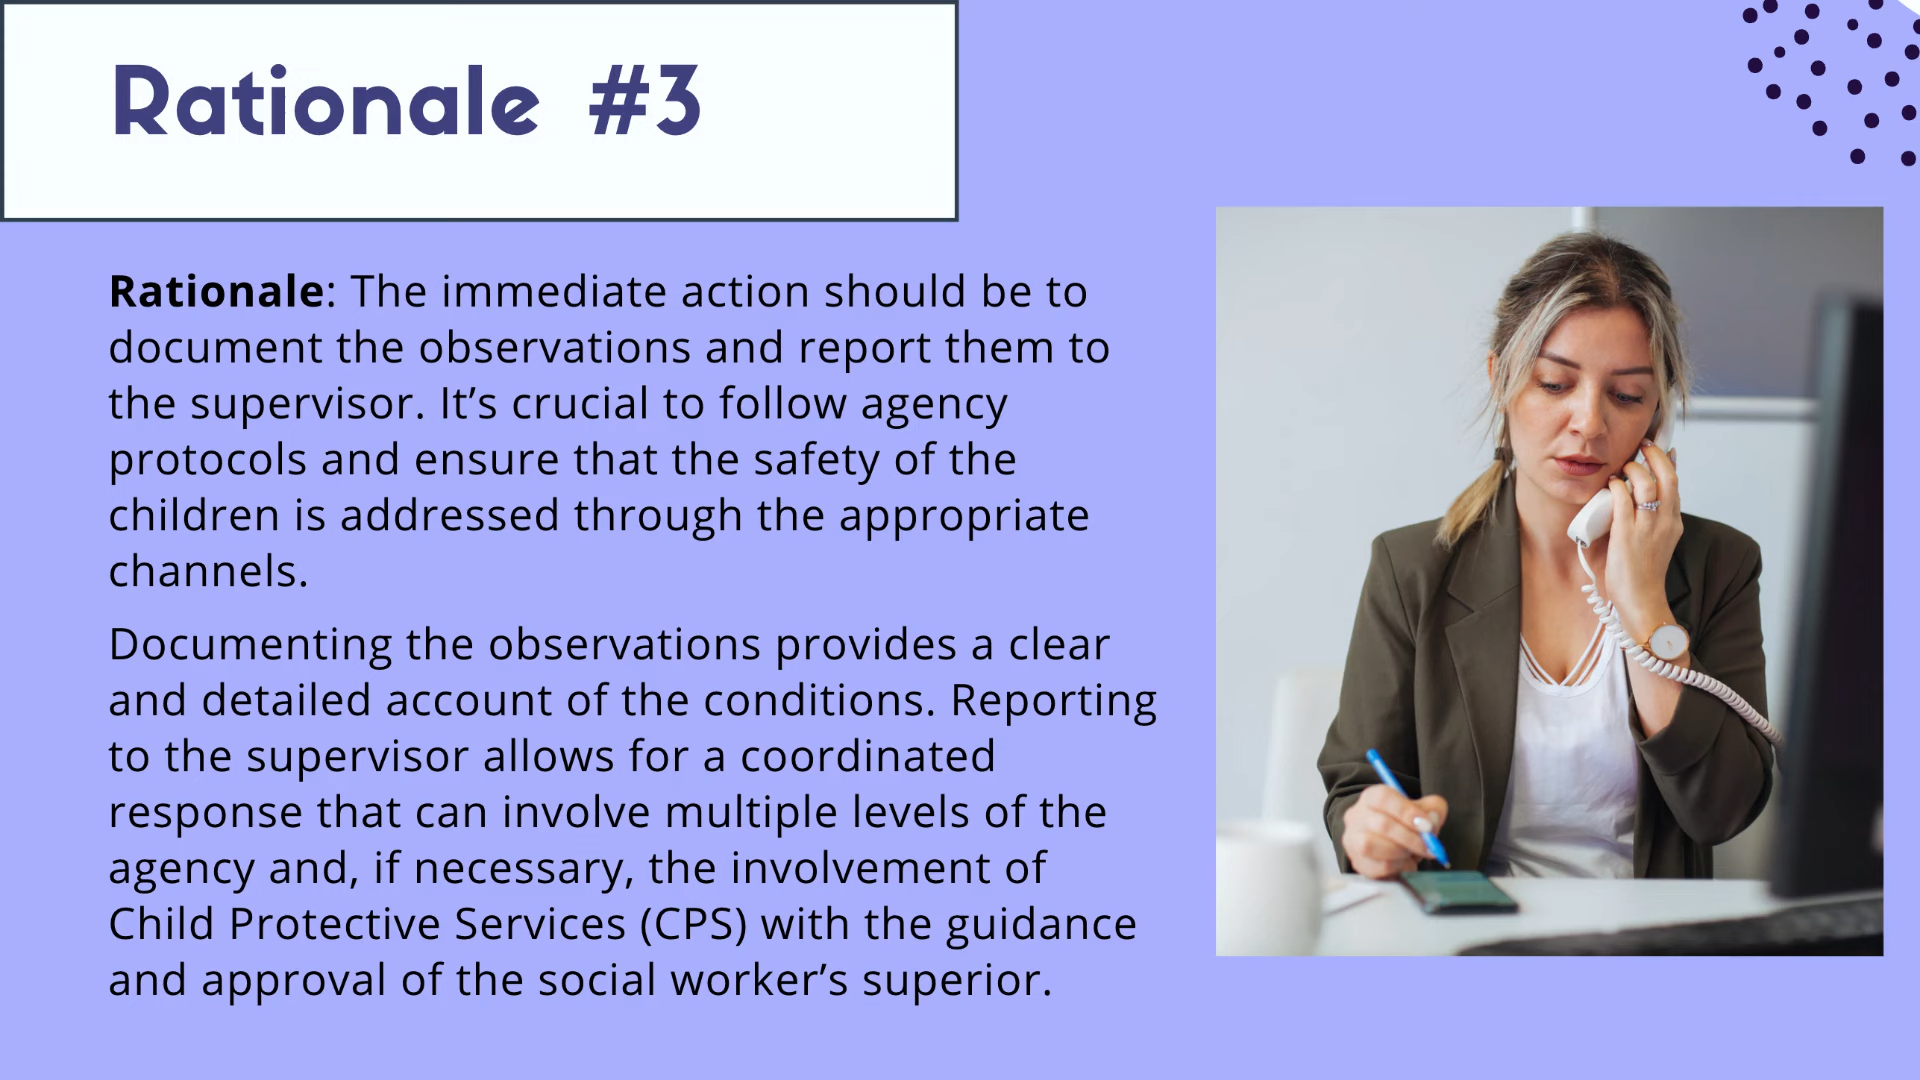 Rationale #3
Rationale: The immediate action should be to
document the observations and report them to
the supervisor. It’s crucial to follow agency
protocols and ensure that the safety of the
children is addressed through the appropriate
channels.
Documenting the observations provides a clear
and detailed account of the conditions. Reporting
to the supervisor allows for a coordinated
response that can involve multiple levels of the
agency and, if necessary, the involvement of
Child Protective Services (CPS) with the guidance
and approval of the social worker’s superior.